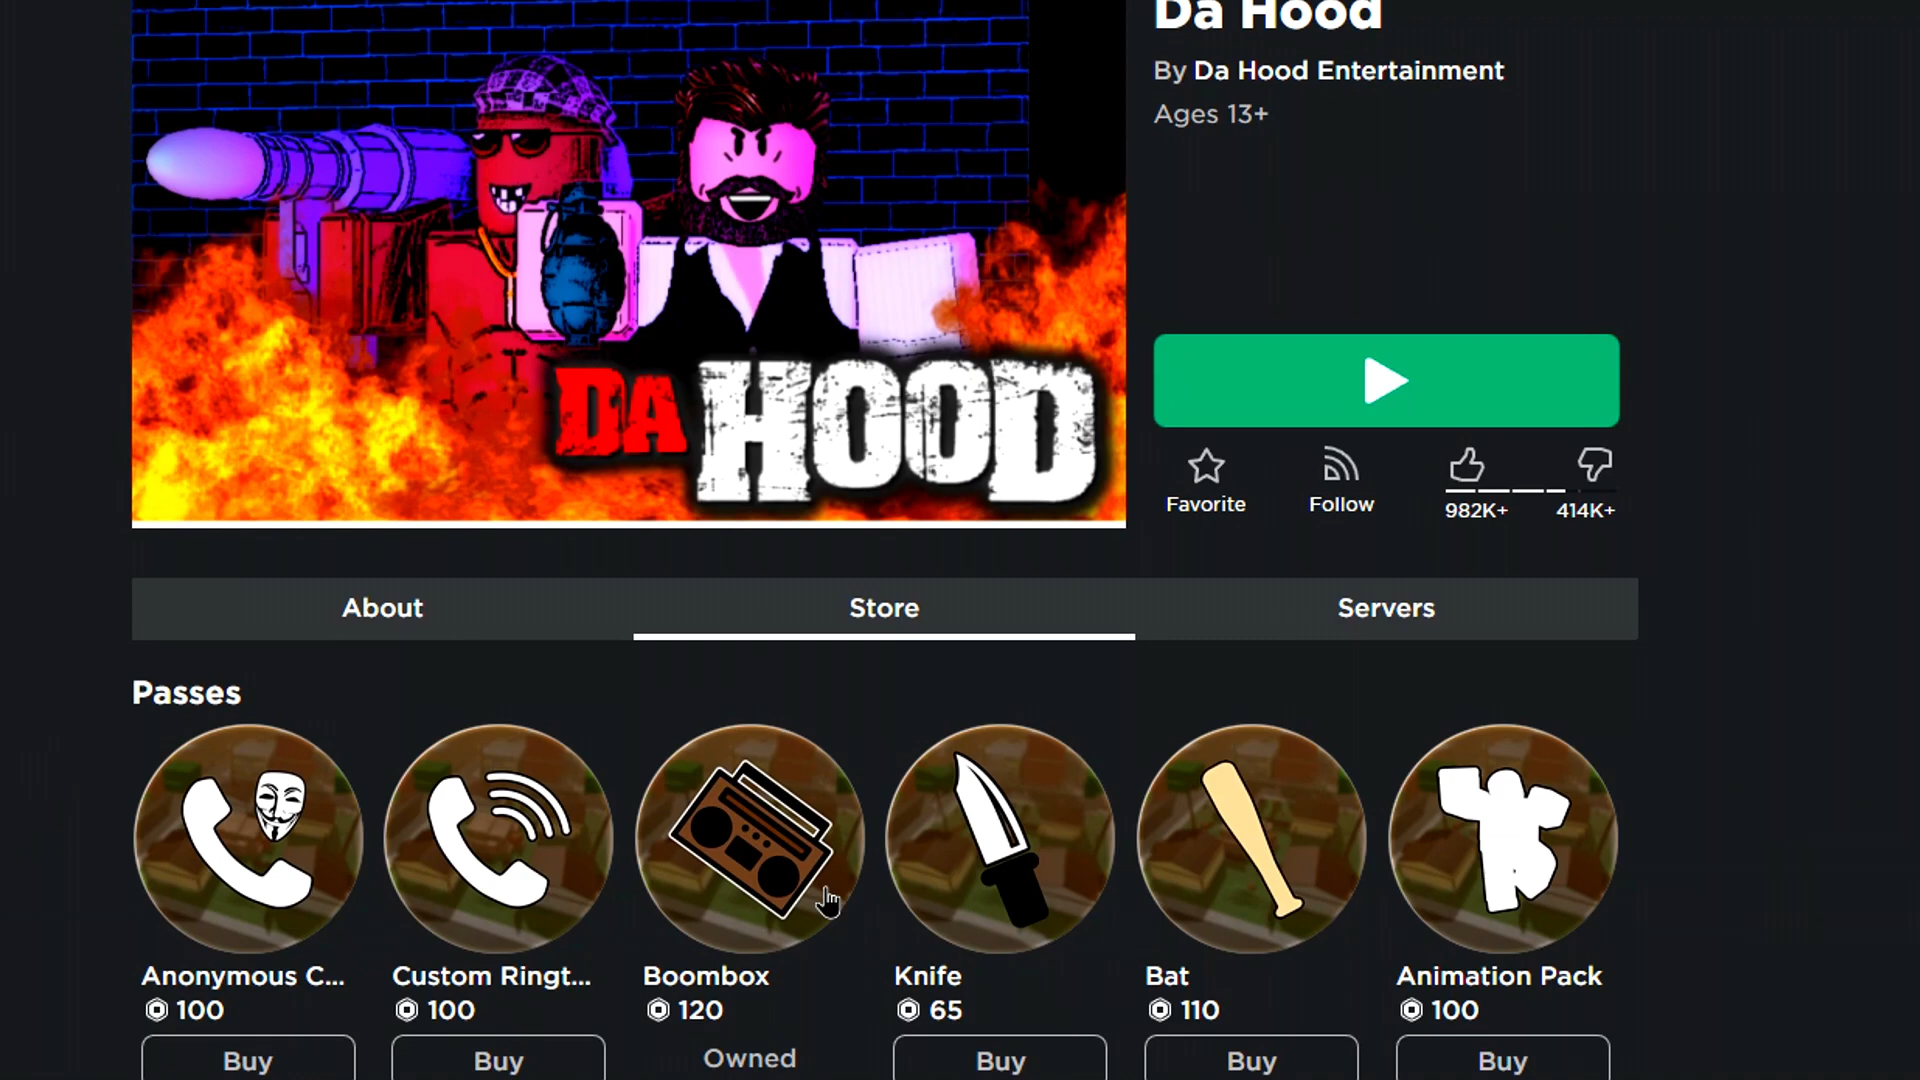 Da Hood
By Da Hood Entertainment
Ages 13+
DA HOOD
Favorite
Follow
982K+
414K+
About
Store
Servers
Passes
Anonymous C...
Custom Ringt...
Boombox
Knife
Bat
Animation Pack
100
100
120
65
110
100
Buy
Buy
Owned
Buy
Buy
Buy